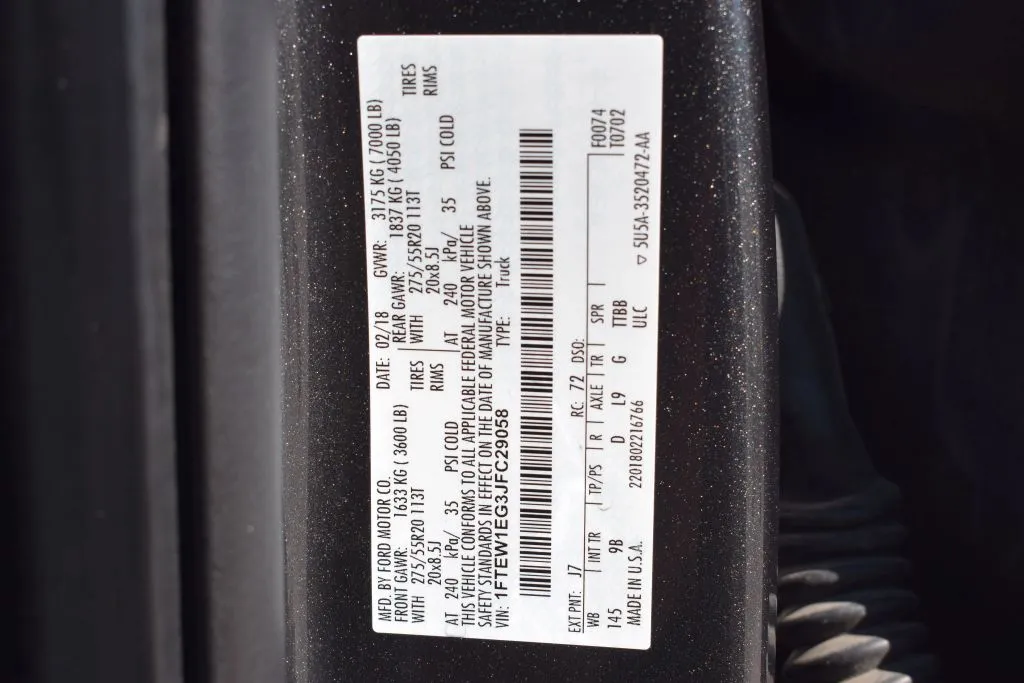 MFD. BY FORD MOTOR CO. DATE: 02/18 GVWR: 3175 KG ( 7000 LB)
FRONT GAWR: 1633 KG ( 3600 LB) REAR GAWR: 1837 KG ( 4050 LB)
WITH 275/55R20 113T TIRES WITH 275/55R20 113T TIRES
20x8.5J RIMS 20x8.5J RIMS
AT 240 kPa/ 35 PSI COLD AT 240 kPa/ 35 PSI COLD
THIS VEHICLE CONFORMS TO ALL APPLICABLE FEDERAL MOTOR VEHICLE
SAFETY STANDARDS IN EFFECT ON THE DATE OF MANUFACTURE SHOWN ABOVE.
VIN: 1FTEW1EG3JFC29058 TYPE: Truck
EXT PNT: J7 RC: 72 DSO:
WB INT TR TP/PS R AXLE TR SPR F0074
145 9B D L9 G TTBB T0702
MADE IN U.S.A. 2201802216766 ULC ▽ 5U5A-3520472-AA